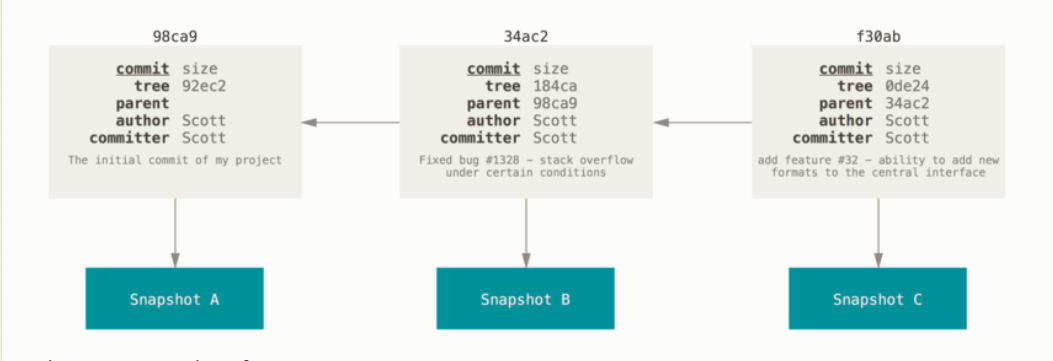 98ca9
commit size
tree 92ec2
parent
author Scott
committer Scott
The initial commit of my project
Snapshot A
34ac2
commit size
tree 184ca
parent 98ca9
author Scott
committer Scott
Fixed bug #1328 – stack overflow
under certain conditions
Snapshot B
f30ab
commit size
tree 0de24
parent 34ac2
author Scott
committer Scott
add feature #32 – ability to add new
formats to the central interface
Snapshot C